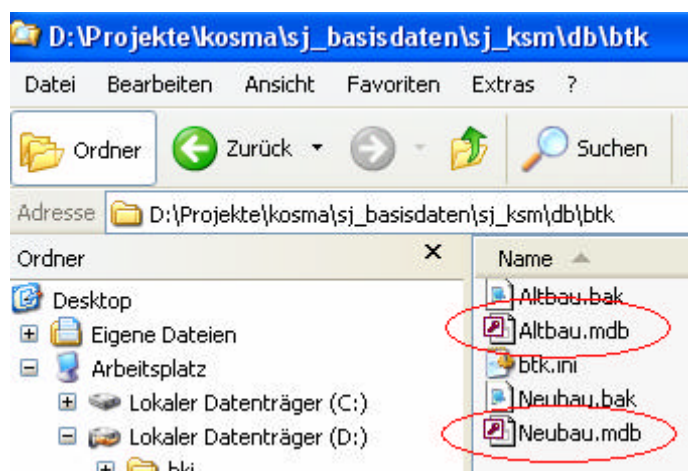 D:\Projekte\kosma\sj_basisdaten\sj_ksm\db\btk
Datei Bearbeiten Ansicht Favoriten Extras ?
Ordner Zurück Suchen
Adresse D:\Projekte\kosma\sj_basisdaten\sj_ksm\db\btk
Ordner x Name
Desktop
Eigene Dateien
Arbeitsplatz
Lokaler Datenträger (C:)
Lokaler Datenträger (D:)
bki
Altbau.bak
Altbau.mdb
btk.ini
Neubau.bak
Neubau.mdb